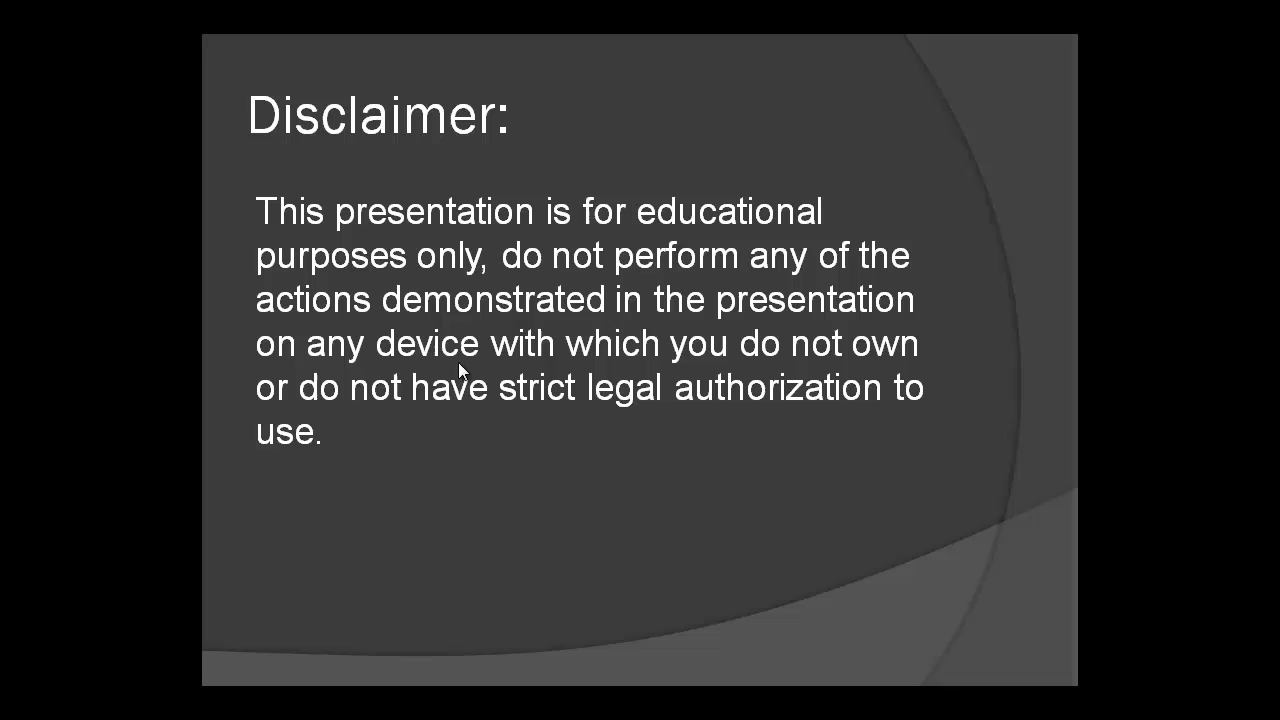 Disclaimer:
This presentation is for educational
purposes only, do not perform any of the
actions demonstrated in the presentation
on any device with which you do not own
or do not have strict legal authorization to
use.